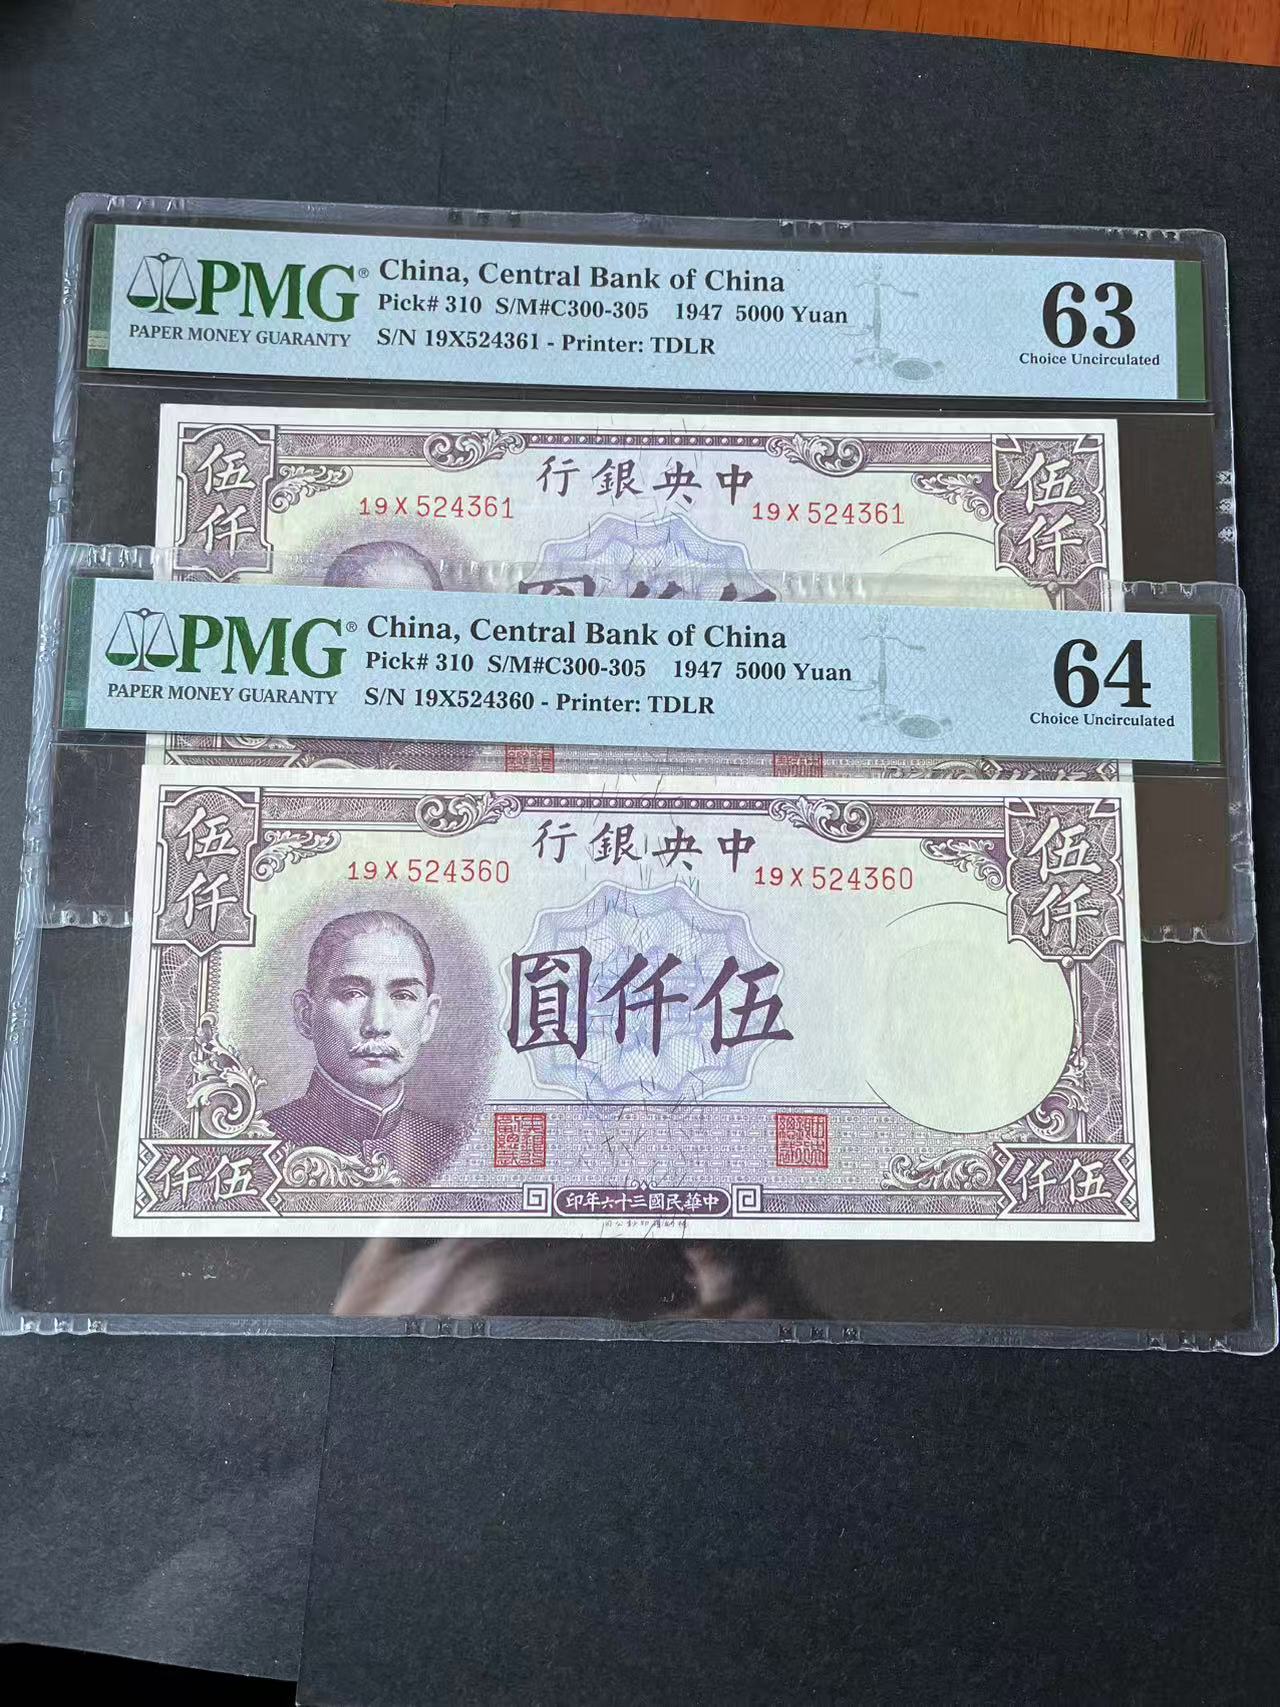 PMG®
PAPER MONEY GUARANTY
China, Central Bank of China
Pick# 310 S/M#C300-305 1947 5000 Yuan
S/N 19X524361 - Printer: TDLR
63
Choice Uncirculated
伍仟
行銀央中
伍仟
19X524361
19X524361
PMG®
PAPER MONEY GUARANTY
China, Central Bank of China
Pick# 310 S/M#C300-305 1947 5000 Yuan
S/N 19X524360 - Printer: TDLR
64
Choice Uncirculated
伍仟
行銀央中
伍仟
19X524360
19X524360
圓仟伍
仟伍
印年六十三國民華中
仟伍